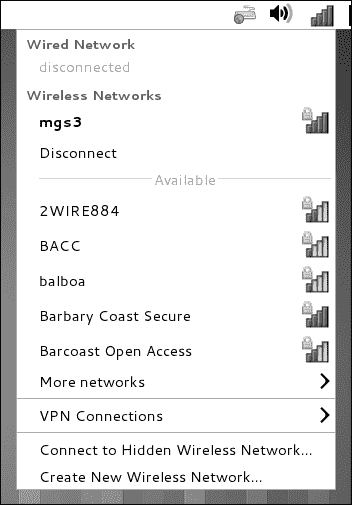 Wired Network
disconnected
Wireless Networks
mgs3
Disconnect
Available
2WIRE884
BACC
balboa
Barbary Coast Secure
Barcoast Open Access
More networks
VPN Connections
Connect to Hidden Wireless Network...
Create New Wireless Network...